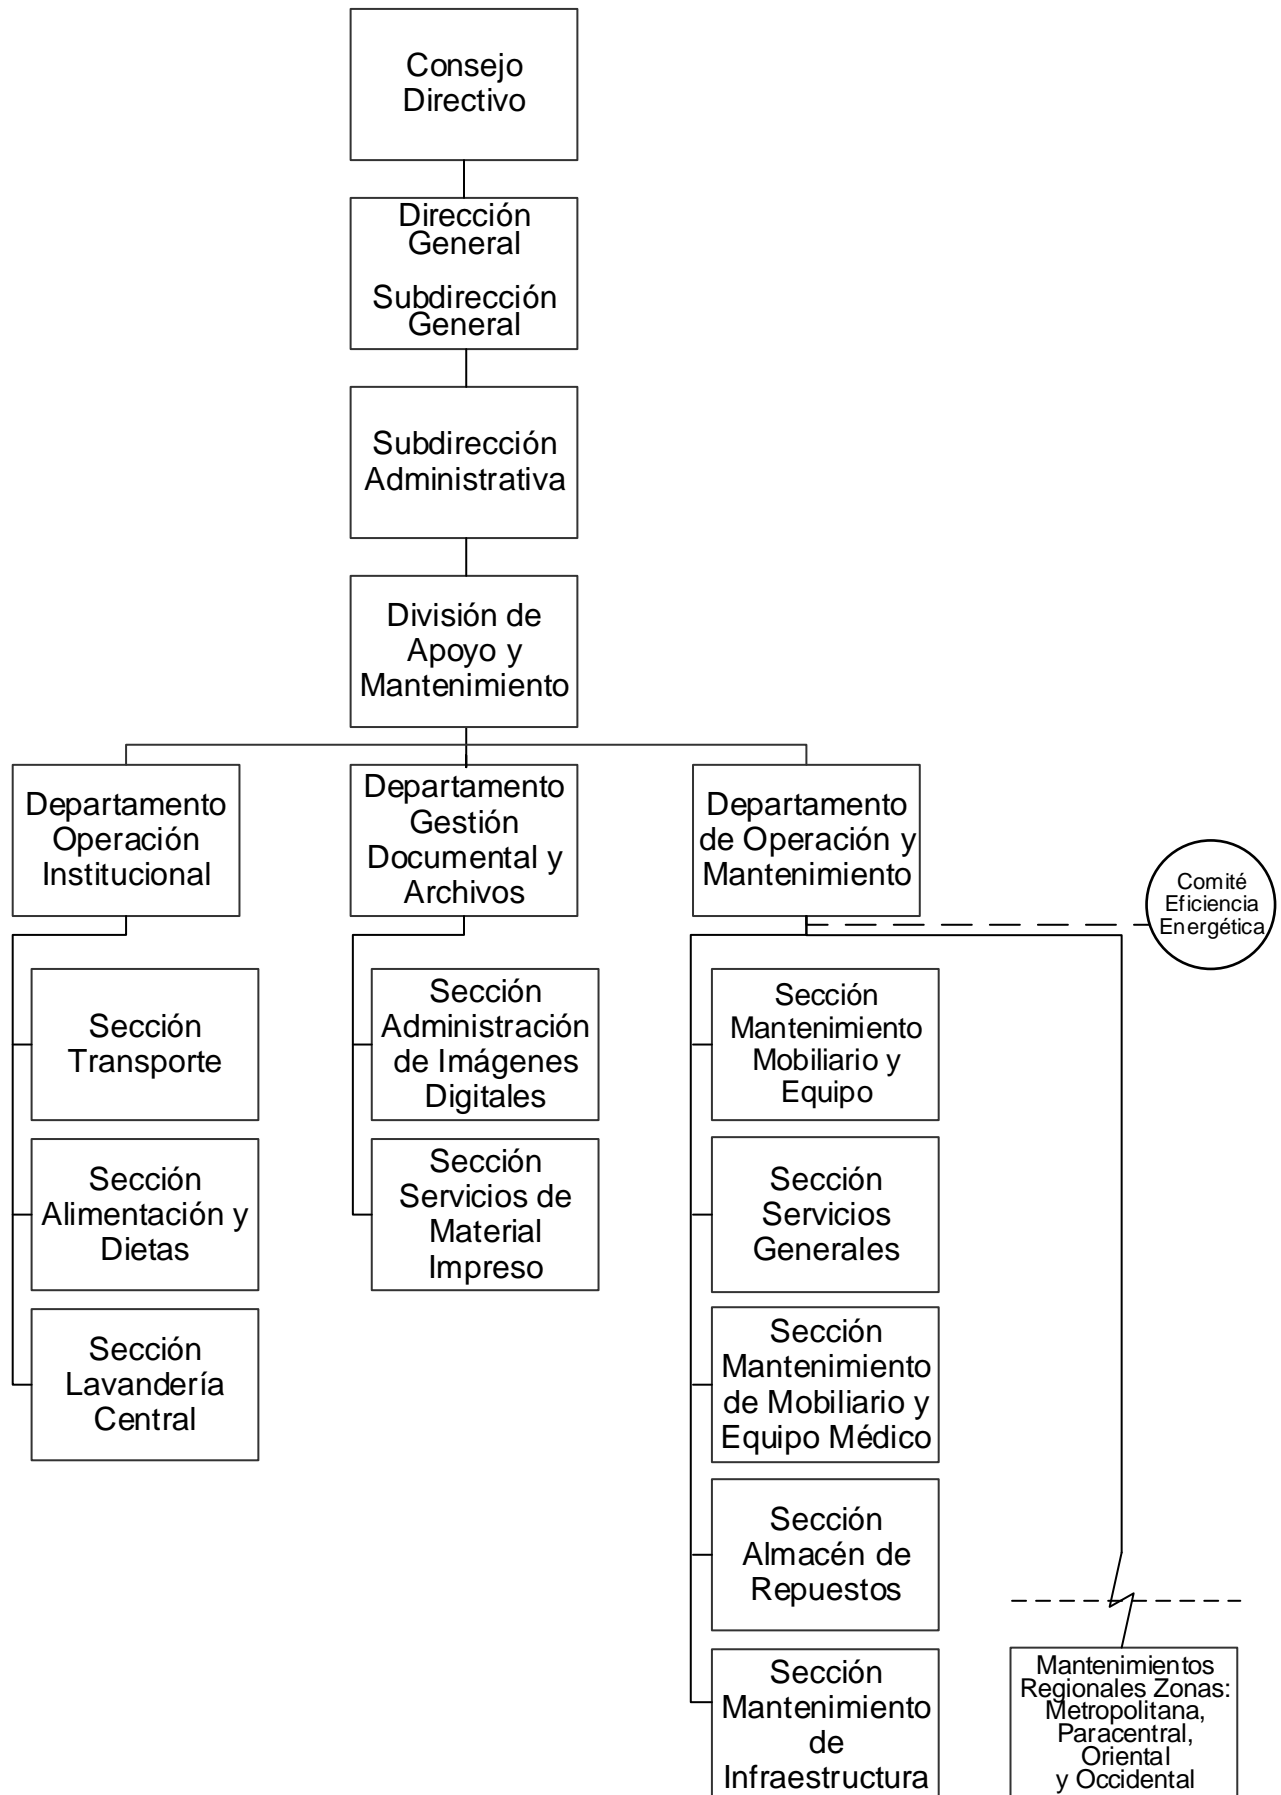 Consejo
Directivo
Dirección
General
Subdirección
General
Subdirección
Administrativa
División de
Apoyo y
Mantenimiento
Departamento
Operación
Institucional
Departamento
Gestión
Documental y
Archivos
Departamento
de Operación y
Mantenimiento
Comité
Eficiencia
Energética
Sección
Transporte
Sección
Alimentación y
Dietas
Sección
Lavandería
Central
Sección
Administración
de Imágenes
Digitales
Sección
Servicios de
Material
Impreso
Sección
Mantenimiento
Mobiliario y
Equipo
Sección
Servicios
Generales
Sección
Mantenimiento
de Mobiliario y
Equipo Médico
Sección
Almacén de
Repuestos
Sección
Mantenimiento
de
Infraestructura
Mantenimientos
Regionales Zonas:
Metropolitana,
Paracentral,
Oriental
y Occidental